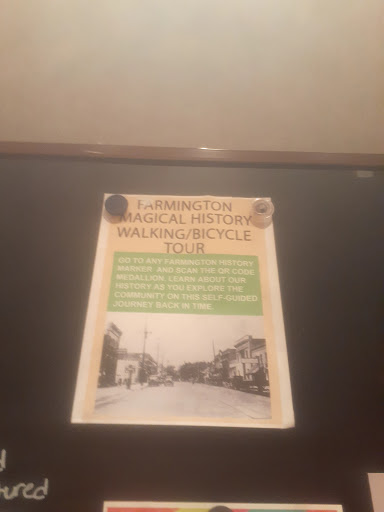 FARMINGTON
MAGICAL HISTORY
WALKING/BICYCLE
TOUR
GO TO ANY FARMINGTON HISTORY
MARKER AND SCAN THE QR CODE
MEDALLION. LEARN ABOUT OUR
HISTORY AS YOU EXPLORE THE
COMMUNITY ON THIS SELF-GUIDED
JOURNEY BACK IN TIME.